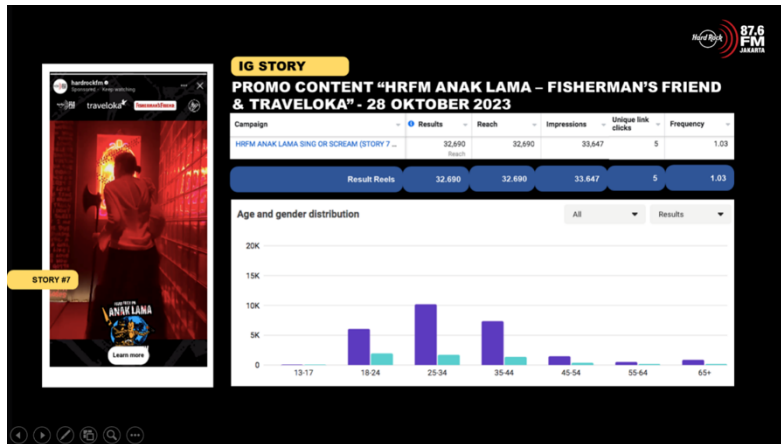 Hard Rock
87.6
FM
JAKARTA
IG STORY
PROMO CONTENT “HRFM ANAK LAMA – FISHERMAN’S FRIEND
& TRAVELOKA” - 28 OKTOBER 2023
hardrockfm
Sponsored · Keep watching
traveloka
Fisherman's Friend
STORY #7
ANAK LAMA
Learn more
Campaign Results Reach Impressions Unique link clicks Frequency
HRFM ANAK LAMA SING OR SCREAM (STORY 7 ... 32,690 32,690 33,647 5 1.03
Reach
Result Reels 32.690 32.690 33.647 5 1.03
Age and gender distribution
All
Results
20K
15K
10K
5K
0
13-17 18-24 25-34 35-44 45-54 55-64 65+